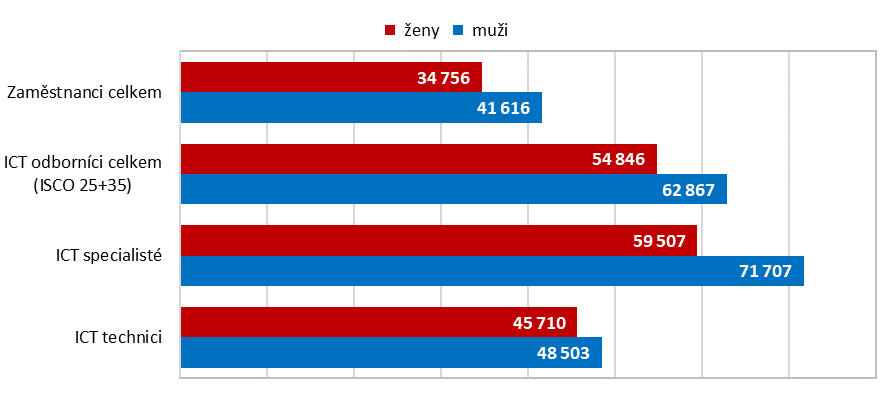 ženy muži
Zaměstnanci celkem
34 756
41 616
ICT odborníci celkem
(ISCO 25+35)
54 846
62 867
ICT specialisté
59 507
71 707
ICT technici
45 710
48 503